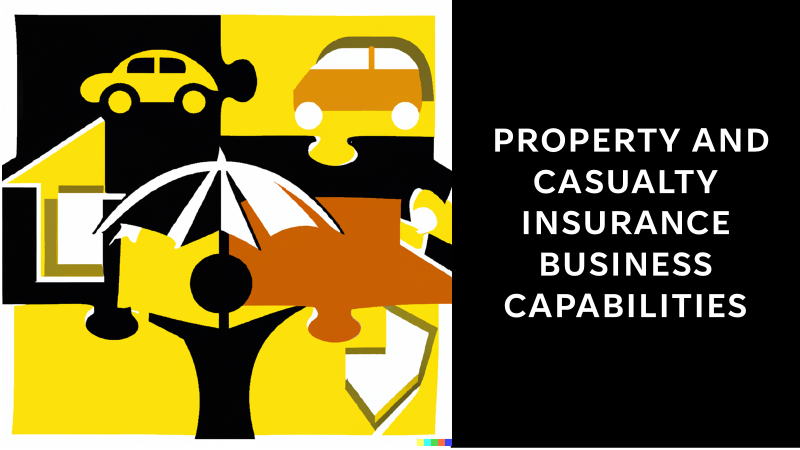 PROPERTY AND
CASUALTY
INSURANCE
BUSINESS
CAPABILITIES